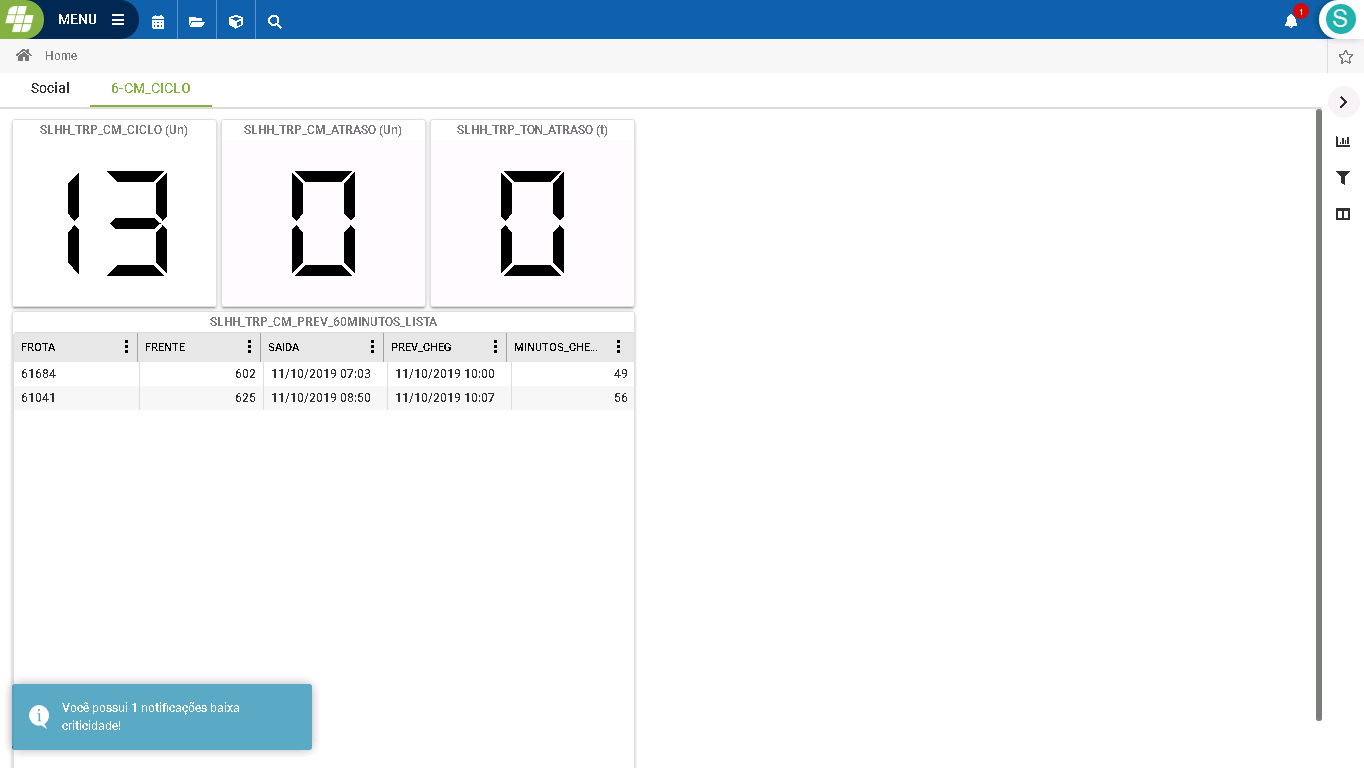 MENU
1
S
Home
Social 6-CM_CICLO
SLHH_TRP_CM_CICLO (Un) SLHH_TRP_CM_ATRASO (Un) SLHH_TRP_TON_ATRASO (t)
13 0 0
SLHH_TRP_CM_PREV_60MINUTOS_LISTA
FROTA FRENTE SAIDA PREV_CHEG MINUTOS_CHE...
61684 602 11/10/2019 07:03 11/10/2019 10:00 49
61041 625 11/10/2019 08:50 11/10/2019 10:07 56
Você possui 1 notificações baixa
criticidade!